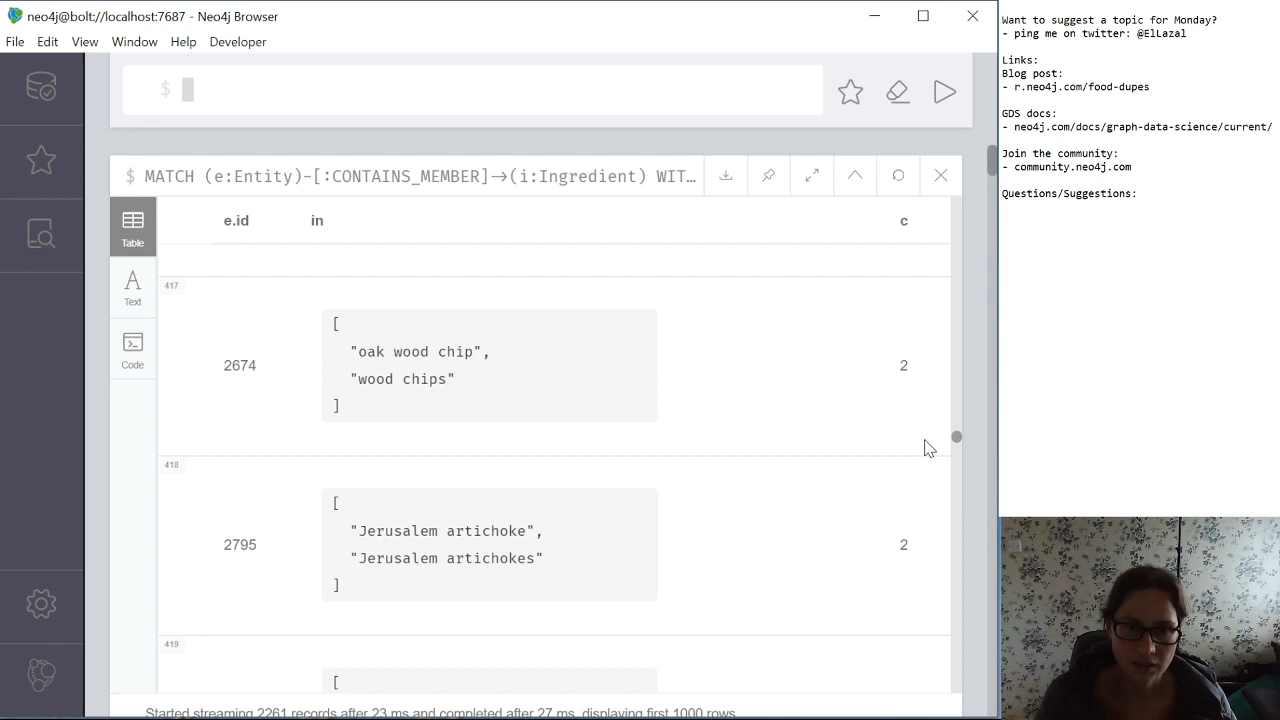 neo4j@bolt://localhost:7687 - Neo4j Browser
File Edit View Window Help Developer
$
$ MATCH (e:Entity)-[:CONTAINS_MEMBER]->(i:Ingredient) WIT...
Table
Text
Code
e.id in c
417
2674
[
"oak wood chip",
"wood chips"
]
2
418
2795
[
"Jerusalem artichoke",
"Jerusalem artichokes"
]
2
419
[
Started streaming 2261 records after 23 ms and completed after 27 ms, displaying first 1000 rows.
Want to suggest a topic for Monday?
- ping me on twitter: @ElLazal
Links:
Blog post:
- r.neo4j.com/food-dupes
GDS docs:
- neo4j.com/docs/graph-data-science/current/
Join the community:
- community.neo4j.com
Questions/Suggestions: